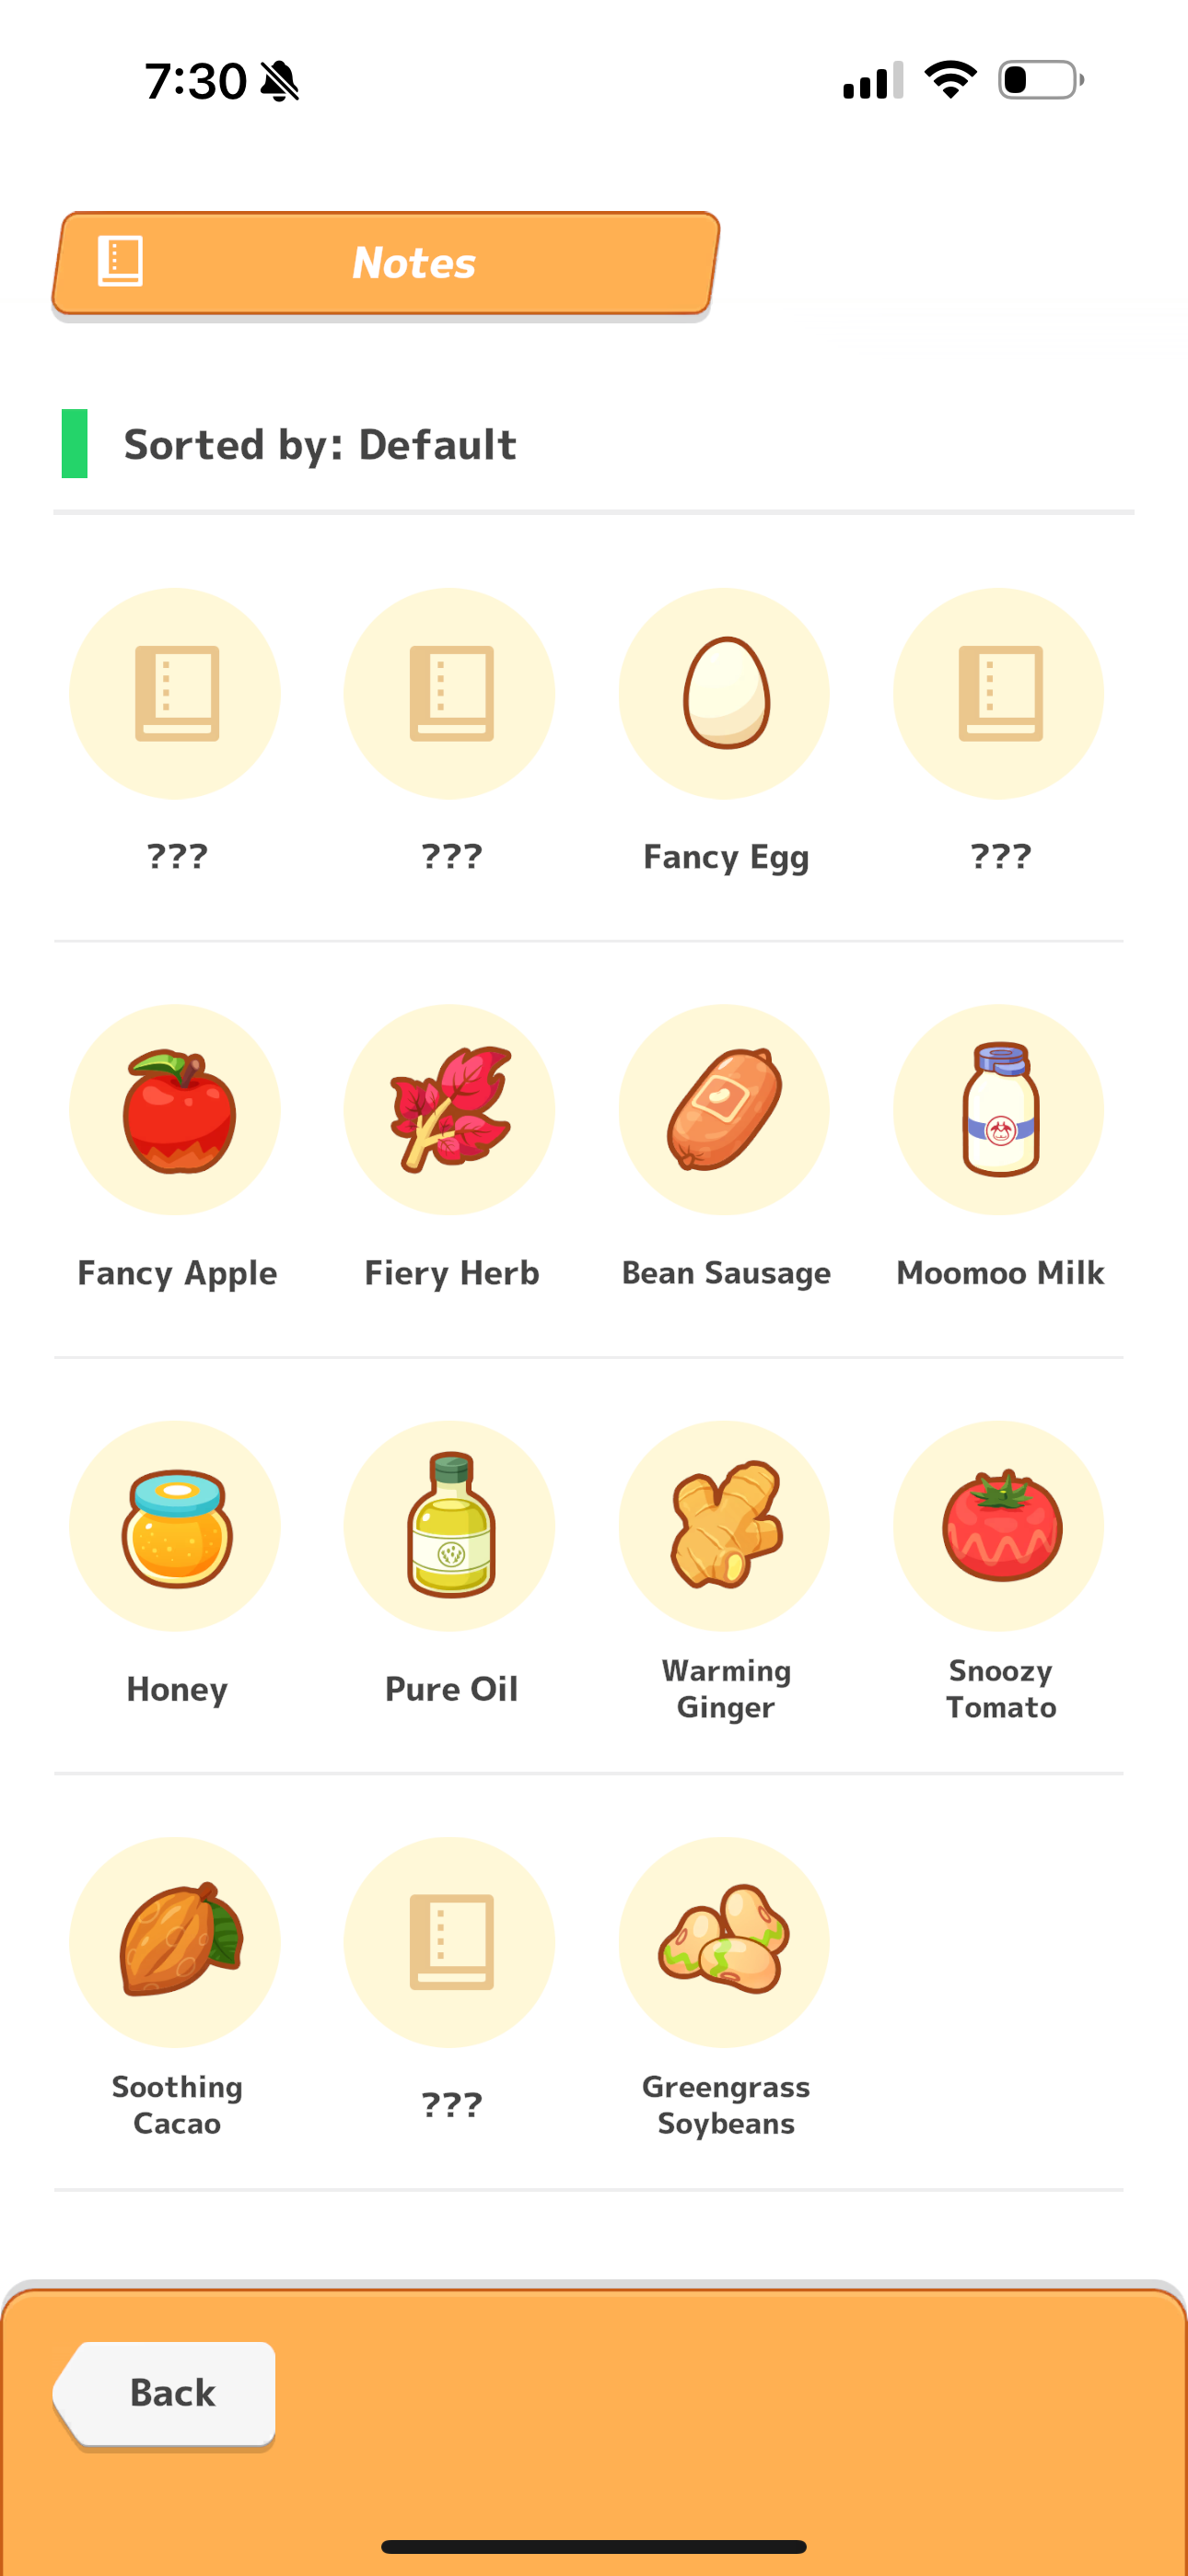 7:30
Notes
Sorted by: Default
???
???
Fancy Egg
???
Fancy Apple
Fiery Herb
Bean Sausage
Moomoo Milk
Honey
Pure Oil
Warming
Ginger
Snoozy
Tomato
Soothing
Cacao
???
Greengrass
Soybeans
Back